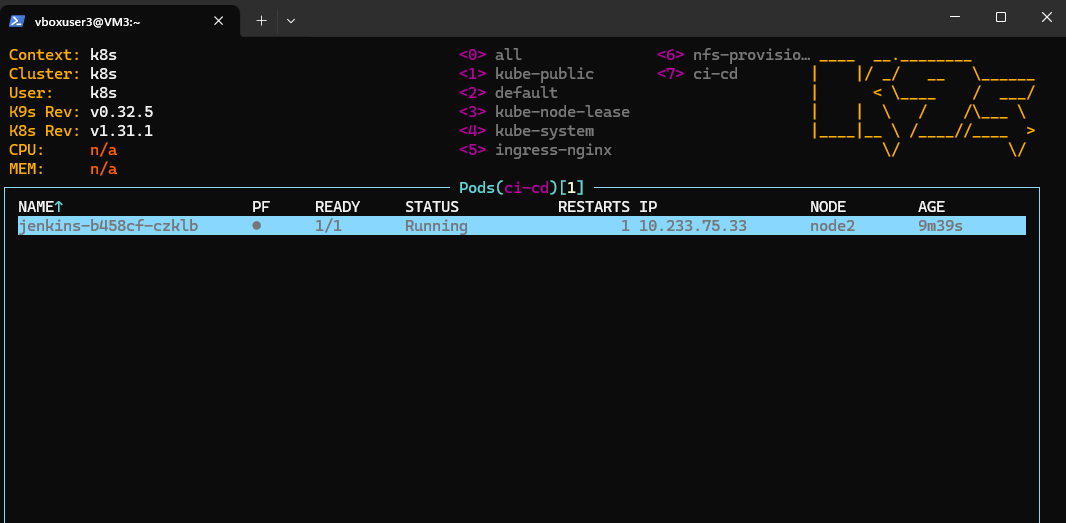 vboxuser3@VM3:~
Context: k8s <0> all <6> nfs-provisio…
Cluster: k8s <1> kube-public <7> ci-cd
User: k8s <2> default
K9s Rev: v0.32.5 <3> kube-node-lease
K8s Rev: v1.31.1 <4> kube-system
CPU: n/a <5> ingress-nginx
MEM: n/a
Pods(ci-cd)[1]
NAME↑ PF READY STATUS RESTARTS IP NODE AGE
jenkins-b458cf-czklb ● 1/1 Running 1 10.233.75.33 node2 9m39s